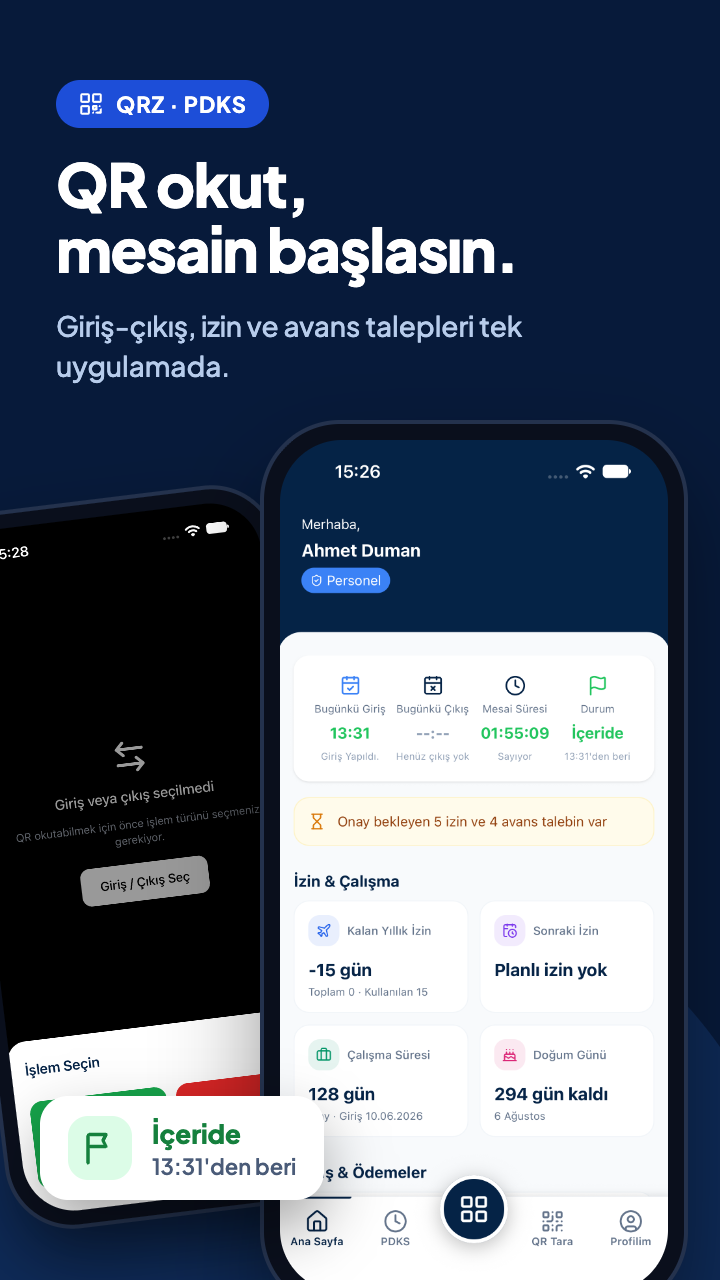 QRZ · PDKS
QR okut,
mesain başlasın.
Giriş-çıkış, izin ve avans talepleri tek
uygulamada.
5:28
Giriş veya çıkış seçilmedi
QR okutabilmek için önce işlem türünü seçmeniz
gerekiyor.
Giriş / Çıkış Seç
İşlem Seçin
15:26
Merhaba,
Ahmet Duman
Personel
Bugünkü Giriş
13:31
Giriş Yapıldı.
Bugünkü Çıkış
--:--
Henüz çıkış yok
Mesai Süresi
01:55:09
Sayıyor
Durum
İçeride
13:31'den beri
Onay bekleyen 5 izin ve 4 avans talebin var
İzin & Çalışma
Kalan Yıllık İzin
-15 gün
Toplam 0 · Kullanılan 15
Sonraki İzin
Planlı izin yok
Çalışma Süresi
128 gün
· Giriş 10.06.2026
Doğum Günü
294 gün kaldı
6 Ağustos
ş & Ödemeler
İçeride
13:31'den beri
Ana Sayfa
PDKS
QR Tara
Profilim